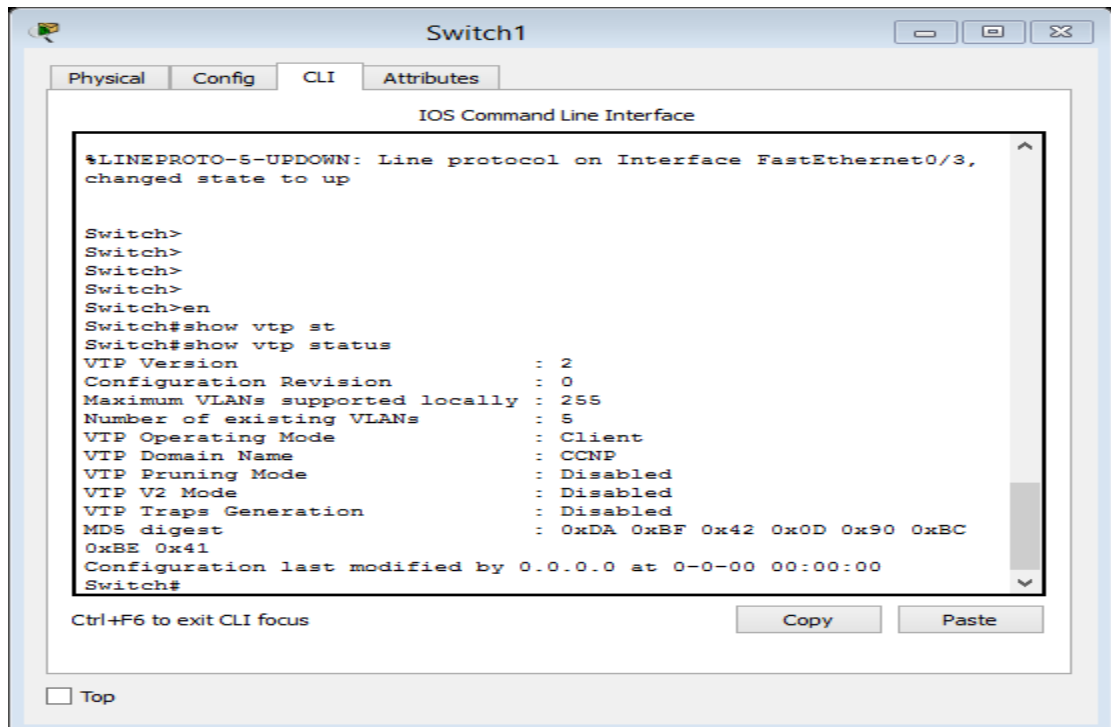 Switch1
Physical Config CLI Attributes
IOS Command Line Interface
%LINEPROTO-5-UPDOWN: Line protocol on Interface FastEthernet0/3,
changed state to up
Switch>
Switch>
Switch>
Switch>
Switch>en
Switch#show vtp st
Switch#show vtp status
VTP Version : 2
Configuration Revision : 0
Maximum VLANs supported locally : 255
Number of existing VLANs : 5
VTP Operating Mode : Client
VTP Domain Name : CCNP
VTP Pruning Mode : Disabled
VTP V2 Mode : Disabled
VTP Traps Generation : Disabled
MD5 digest : 0xDA 0xBF 0x42 0x0D 0x90 0xBC
0xBE 0x41
Configuration last modified by 0.0.0.0 at 0-0-00 00:00:00
Switch#
Ctrl+F6 to exit CLI focus
Copy Paste
Top